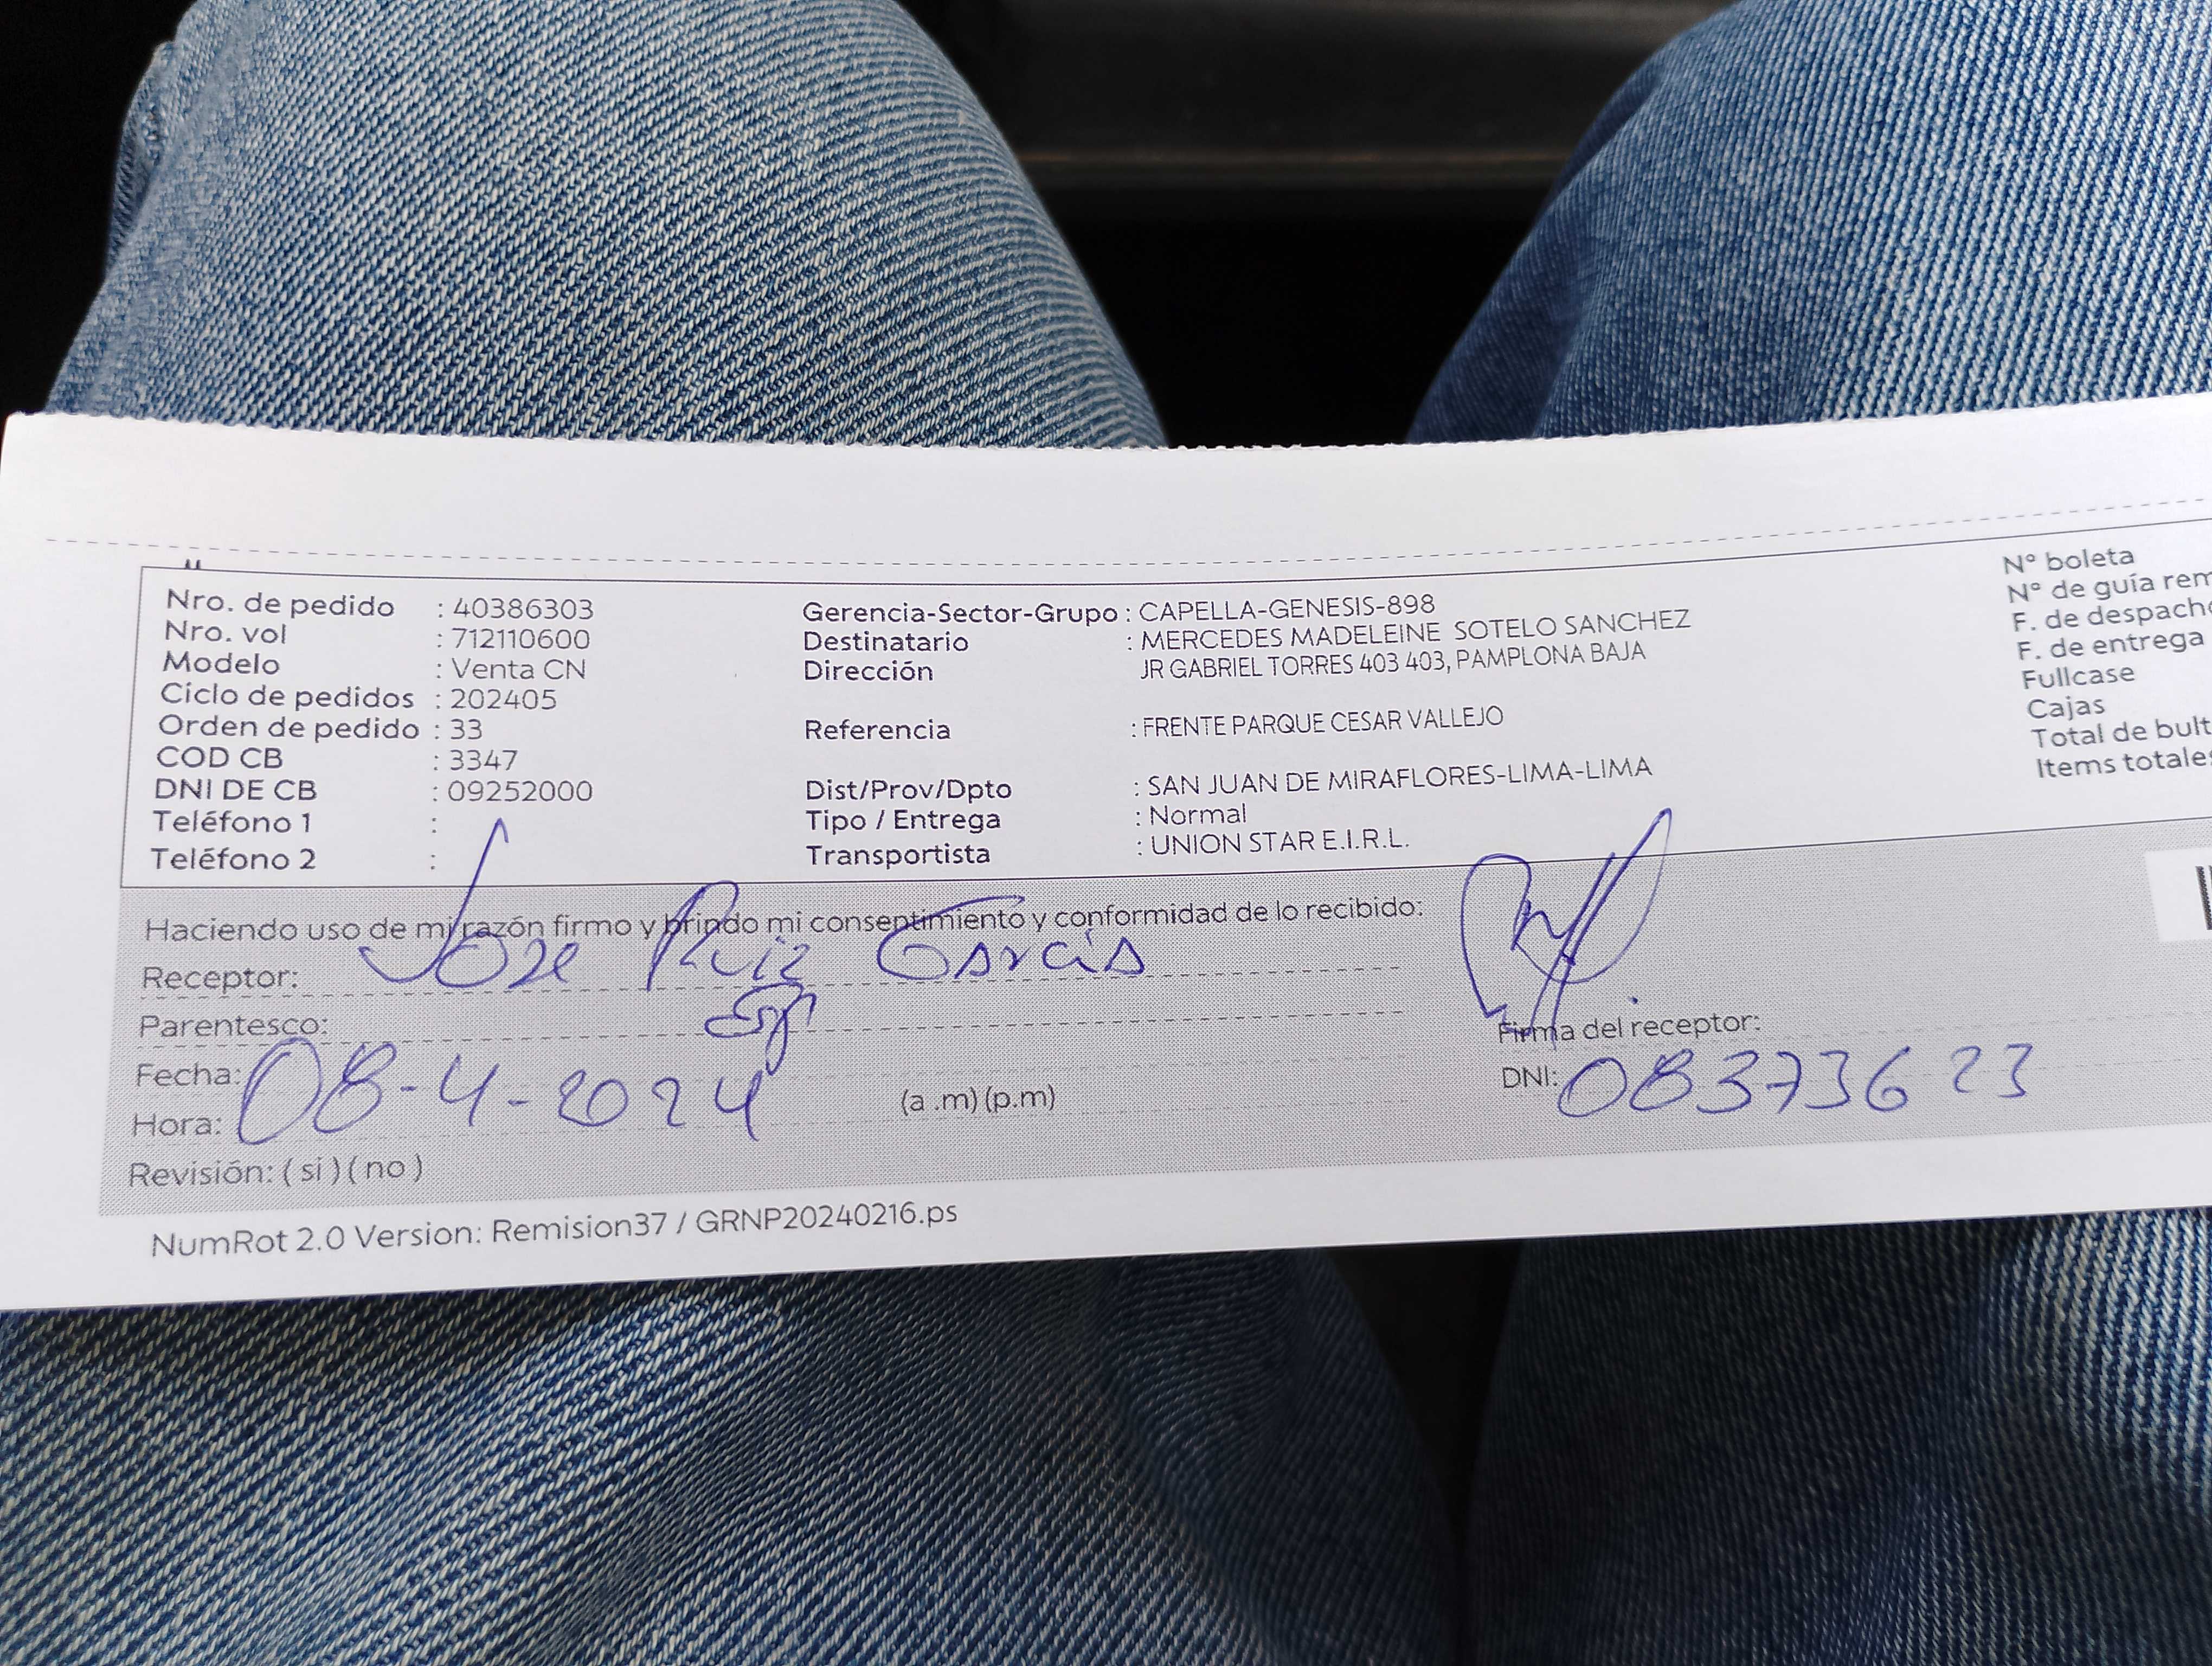 Nro. de pedido : 40386303
Nro. vol : 712110600
Modelo : Venta CN
Ciclo de pedidos : 202405
Orden de pedido : 33
COD CB : 3347
DNI DE CB : 09252000
Teléfono 1 :
Teléfono 2 :
Gerencia-Sector-Grupo : CAPELLA-GENESIS-898
Destinatario : MERCEDES MADELEINE SOTELO SANCHEZ
Dirección JR GABRIEL TORRES 403 403, PAMPLONA BAJA
Referencia : FRENTE PARQUE CESAR VALLEJO
Dist/Prov/Dpto : SAN JUAN DE MIRAFLORES-LIMA-LIMA
Tipo / Entrega : Normal
Transportista : UNION STAR E.I.R.L.
N° boleta
N° de guía rem
F. de despacho
F. de entrega
Fullcase
Cajas
Total de bult
Items totales
Haciendo uso de mi razón firmo y brindo mi consentimiento y conformidad de lo recibido:
Receptor: Jose Ruiz Garcia
Parentesco: Esp
Fecha: 08-4-2024
Hora: (a .m) (p.m)
Revisión: ( si ) ( no )
Firma del receptor:
DNI: 08373623
NumRot 2.0 Version: Remision37 / GRNP20240216.ps